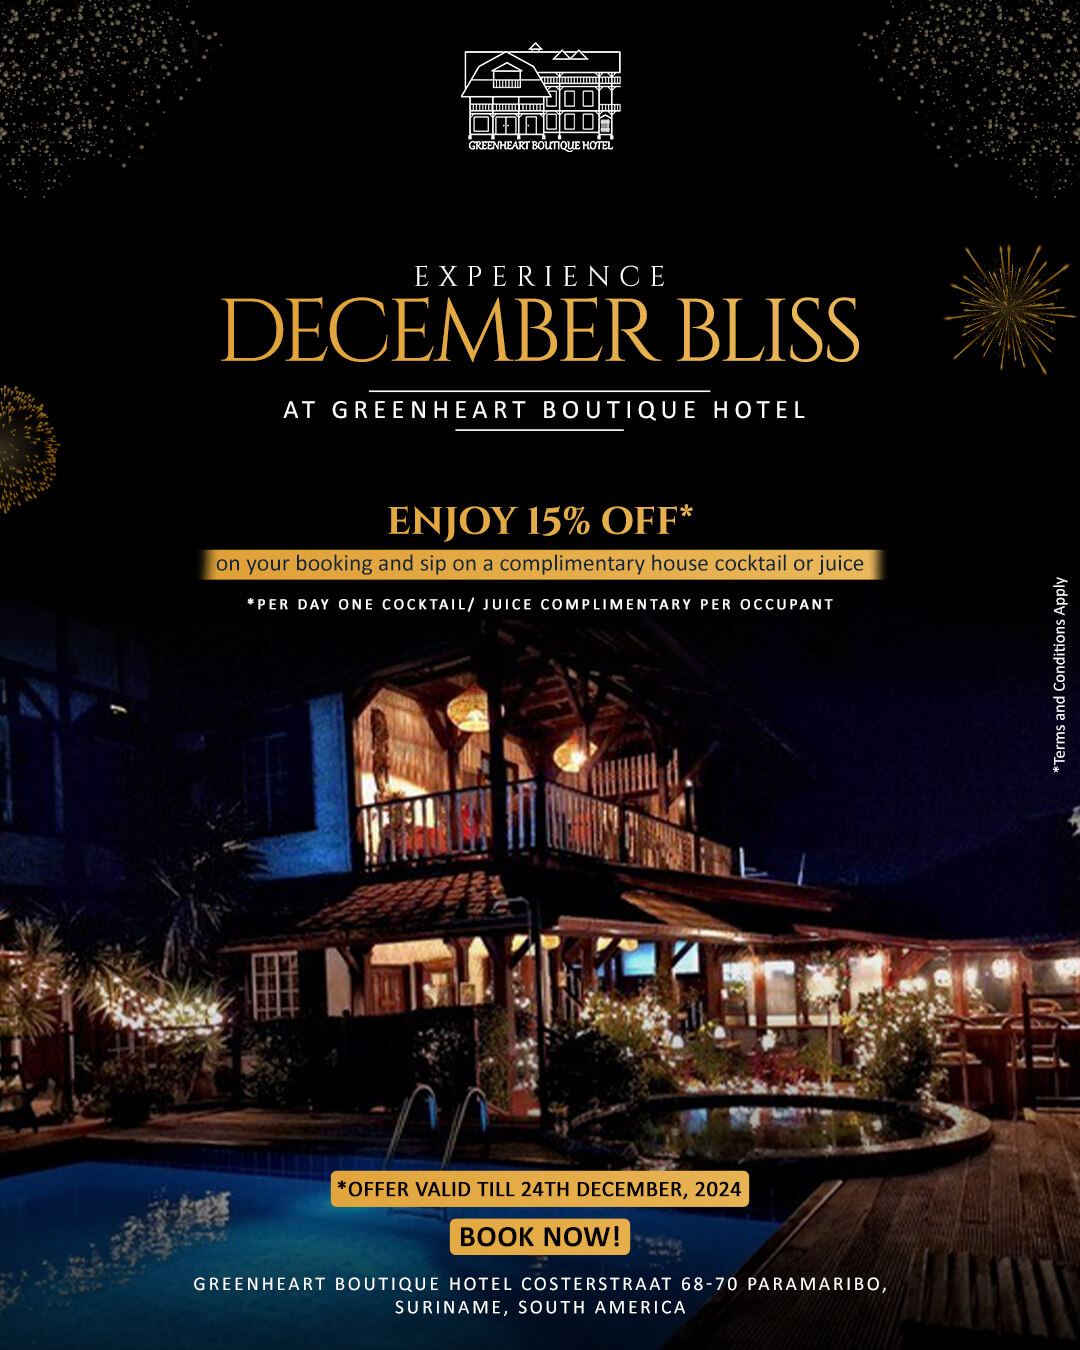 GREENHEART BOUTIQUE HOTEL
EXPERIENCE
DECEMBER BLISS
AT GREENHEART BOUTIQUE HOTEL
ENJOY 15% OFF*
on your booking and sip on a complimentary house cocktail or juice
*PER DAY ONE COCKTAIL/ JUICE COMPLIMENTARY PER OCCUPANT
*Terms and Conditions Apply
*OFFER VALID TILL 24TH DECEMBER, 2024
BOOK NOW!
GREENHEART BOUTIQUE HOTEL COSTERSTRAAT 68-70 PARAMARIBO,
SURINAME, SOUTH AMERICA